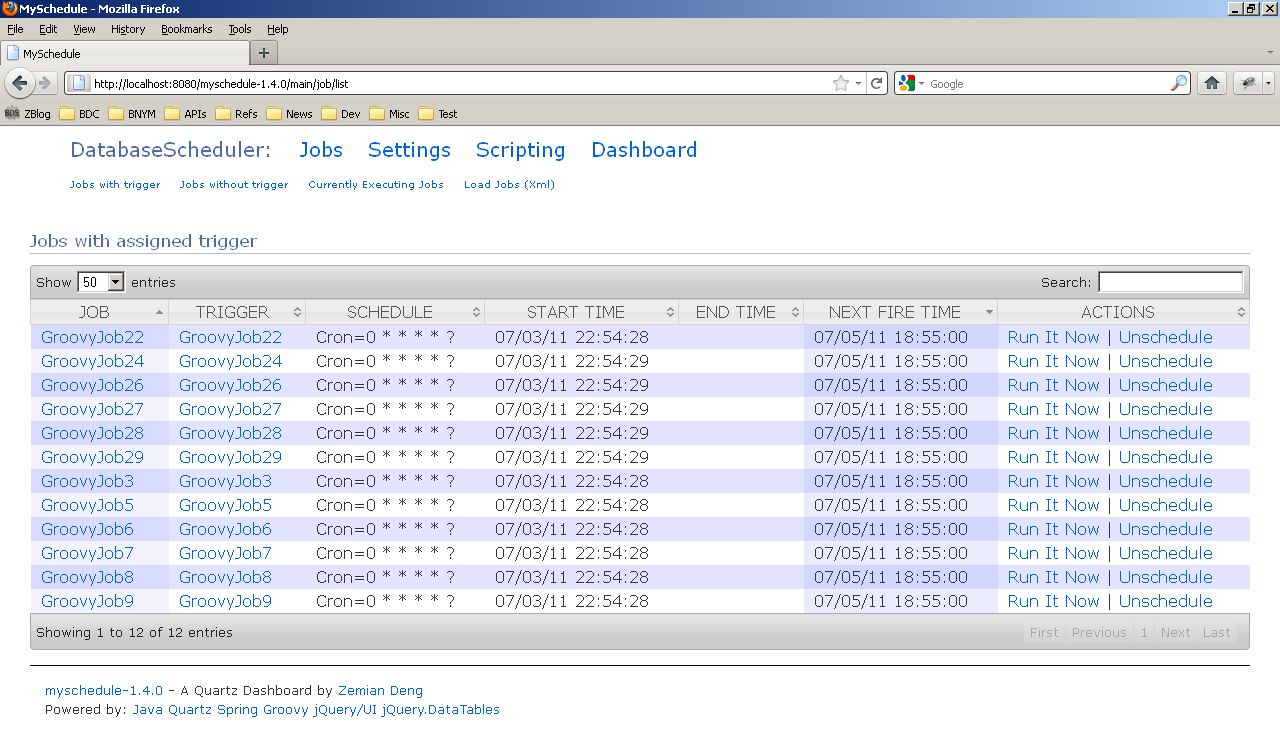 MySchedule - Mozilla Firefox
File Edit View History Bookmarks Tools Help
MySchedule
http://localhost:8080/myschedule-1.4.0/main/job/list Google
BDS ZBlog BDC BNYM APIs Refs News Dev Misc Test
DatabaseScheduler: Jobs Settings Scripting Dashboard
Jobs with trigger Jobs without trigger Currently Executing Jobs Load Jobs (Xml)
Jobs with assigned trigger
Show 50 entries Search:
JOB TRIGGER SCHEDULE START TIME END TIME NEXT FIRE TIME ACTIONS
GroovyJob22 GroovyJob22 Cron=0 * * * * ? 07/03/11 22:54:28 07/05/11 18:55:00 Run It Now | Unschedule
GroovyJob24 GroovyJob24 Cron=0 * * * * ? 07/03/11 22:54:29 07/05/11 18:55:00 Run It Now | Unschedule
GroovyJob26 GroovyJob26 Cron=0 * * * * ? 07/03/11 22:54:29 07/05/11 18:55:00 Run It Now | Unschedule
GroovyJob27 GroovyJob27 Cron=0 * * * * ? 07/03/11 22:54:29 07/05/11 18:55:00 Run It Now | Unschedule
GroovyJob28 GroovyJob28 Cron=0 * * * * ? 07/03/11 22:54:29 07/05/11 18:55:00 Run It Now | Unschedule
GroovyJob29 GroovyJob29 Cron=0 * * * * ? 07/03/11 22:54:29 07/05/11 18:55:00 Run It Now | Unschedule
GroovyJob3 GroovyJob3 Cron=0 * * * * ? 07/03/11 22:54:28 07/05/11 18:55:00 Run It Now | Unschedule
GroovyJob5 GroovyJob5 Cron=0 * * * * ? 07/03/11 22:54:28 07/05/11 18:55:00 Run It Now | Unschedule
GroovyJob6 GroovyJob6 Cron=0 * * * * ? 07/03/11 22:54:28 07/05/11 18:55:00 Run It Now | Unschedule
GroovyJob7 GroovyJob7 Cron=0 * * * * ? 07/03/11 22:54:28 07/05/11 18:55:00 Run It Now | Unschedule
GroovyJob8 GroovyJob8 Cron=0 * * * * ? 07/03/11 22:54:28 07/05/11 18:55:00 Run It Now | Unschedule
GroovyJob9 GroovyJob9 Cron=0 * * * * ? 07/03/11 22:54:28 07/05/11 18:55:00 Run It Now | Unschedule
Showing 1 to 12 of 12 entries First Previous 1 Next Last
myschedule-1.4.0 - A Quartz Dashboard by Zemian Deng
Powered by: Java Quartz Spring Groovy jQuery/UI jQuery.DataTables